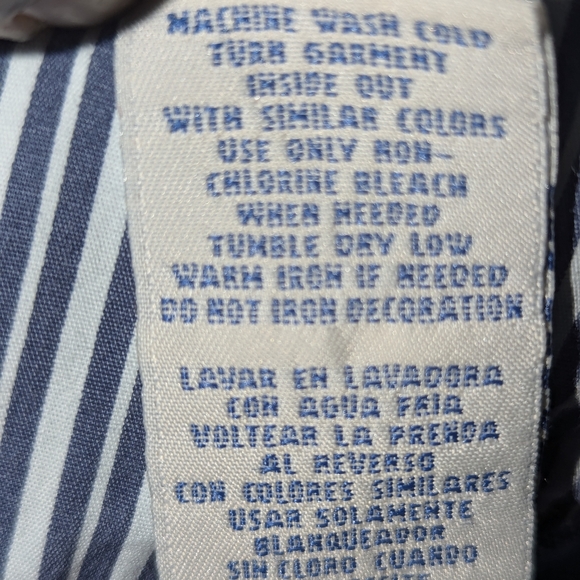 MACHINE WASH COLD
TURN GARMENT
INSIDE OUT
WITH SIMILAR COLORS
USE ONLY NON-
CHLORINE BLEACH
WHEN NEEDED
TUMBLE DRY LOW
WARM IRON IF NEEDED
DO NOT IRON DECORATION
LAVAR EN LAVADORA
CON AGUA FRIA
VOLTEAR LA PRENDA
AL REVERSO
CON COLORES SIMILARES
USAR SOLAMENTE
BLANQUEADOR
SIN CLORO CUANDO